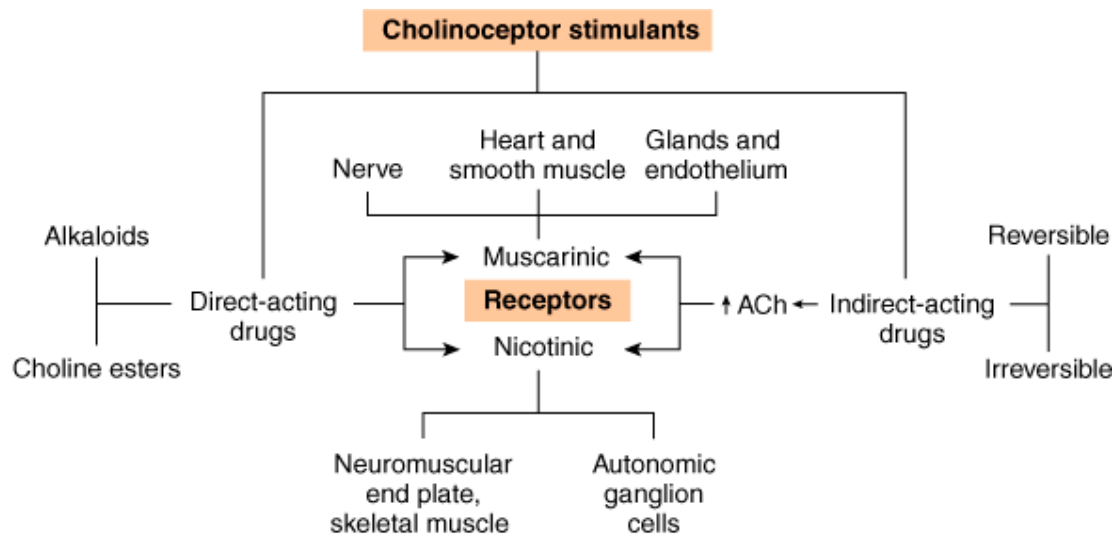 Cholinoceptor stimulants
Nerve
Heart and
smooth muscle
Glands and
endothelium
Alkaloids
Choline esters
Direct-acting
drugs
Muscarinic
Receptors
Nicotinic
↑ ACh
Indirect-acting
drugs
Reversible
Irreversible
Neuromuscular
end plate,
skeletal muscle
Autonomic
ganglion
cells